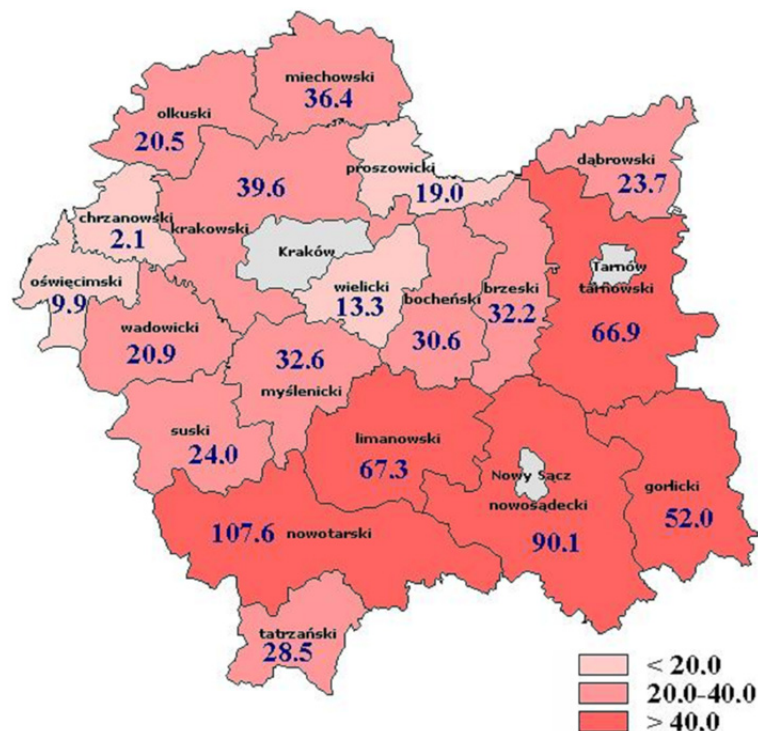 miechowski
36.4
olkuski
20.5
dąbrowski
23.7
proszowicki
19.0
39.6
krakowski
chrzanowski
2.1
Kraków
Tarnów
tarnowski
66.9
oświęcimski
9.9
wielicki
13.3
bocheński
30.6
brzeski
32.2
wadowicki
20.9
32.6
myślenicki
suski
24.0
limanowski
67.3
Nowy Sącz
nowosądecki
90.1
gorlicki
52.0
107.6 nowotarski
tatrzański
28.5
< 20.0
20.0-40.0
> 40,0